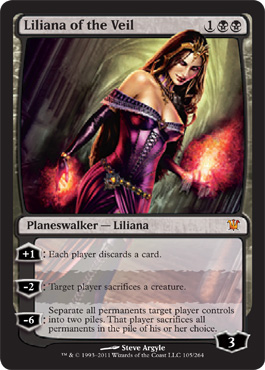 Liliana of the Veil 1
Planeswalker — Liliana
+1 : Each player discards a card.
-2 : Target player sacrifices a creature.
Separate all permanents target player controls
-6 : into two piles. That player sacrifices all
permanents in the pile of his or her choice.
Steve Argyle
3
™ & © 1993-2011 Wizards of the Coast LLC 105/264